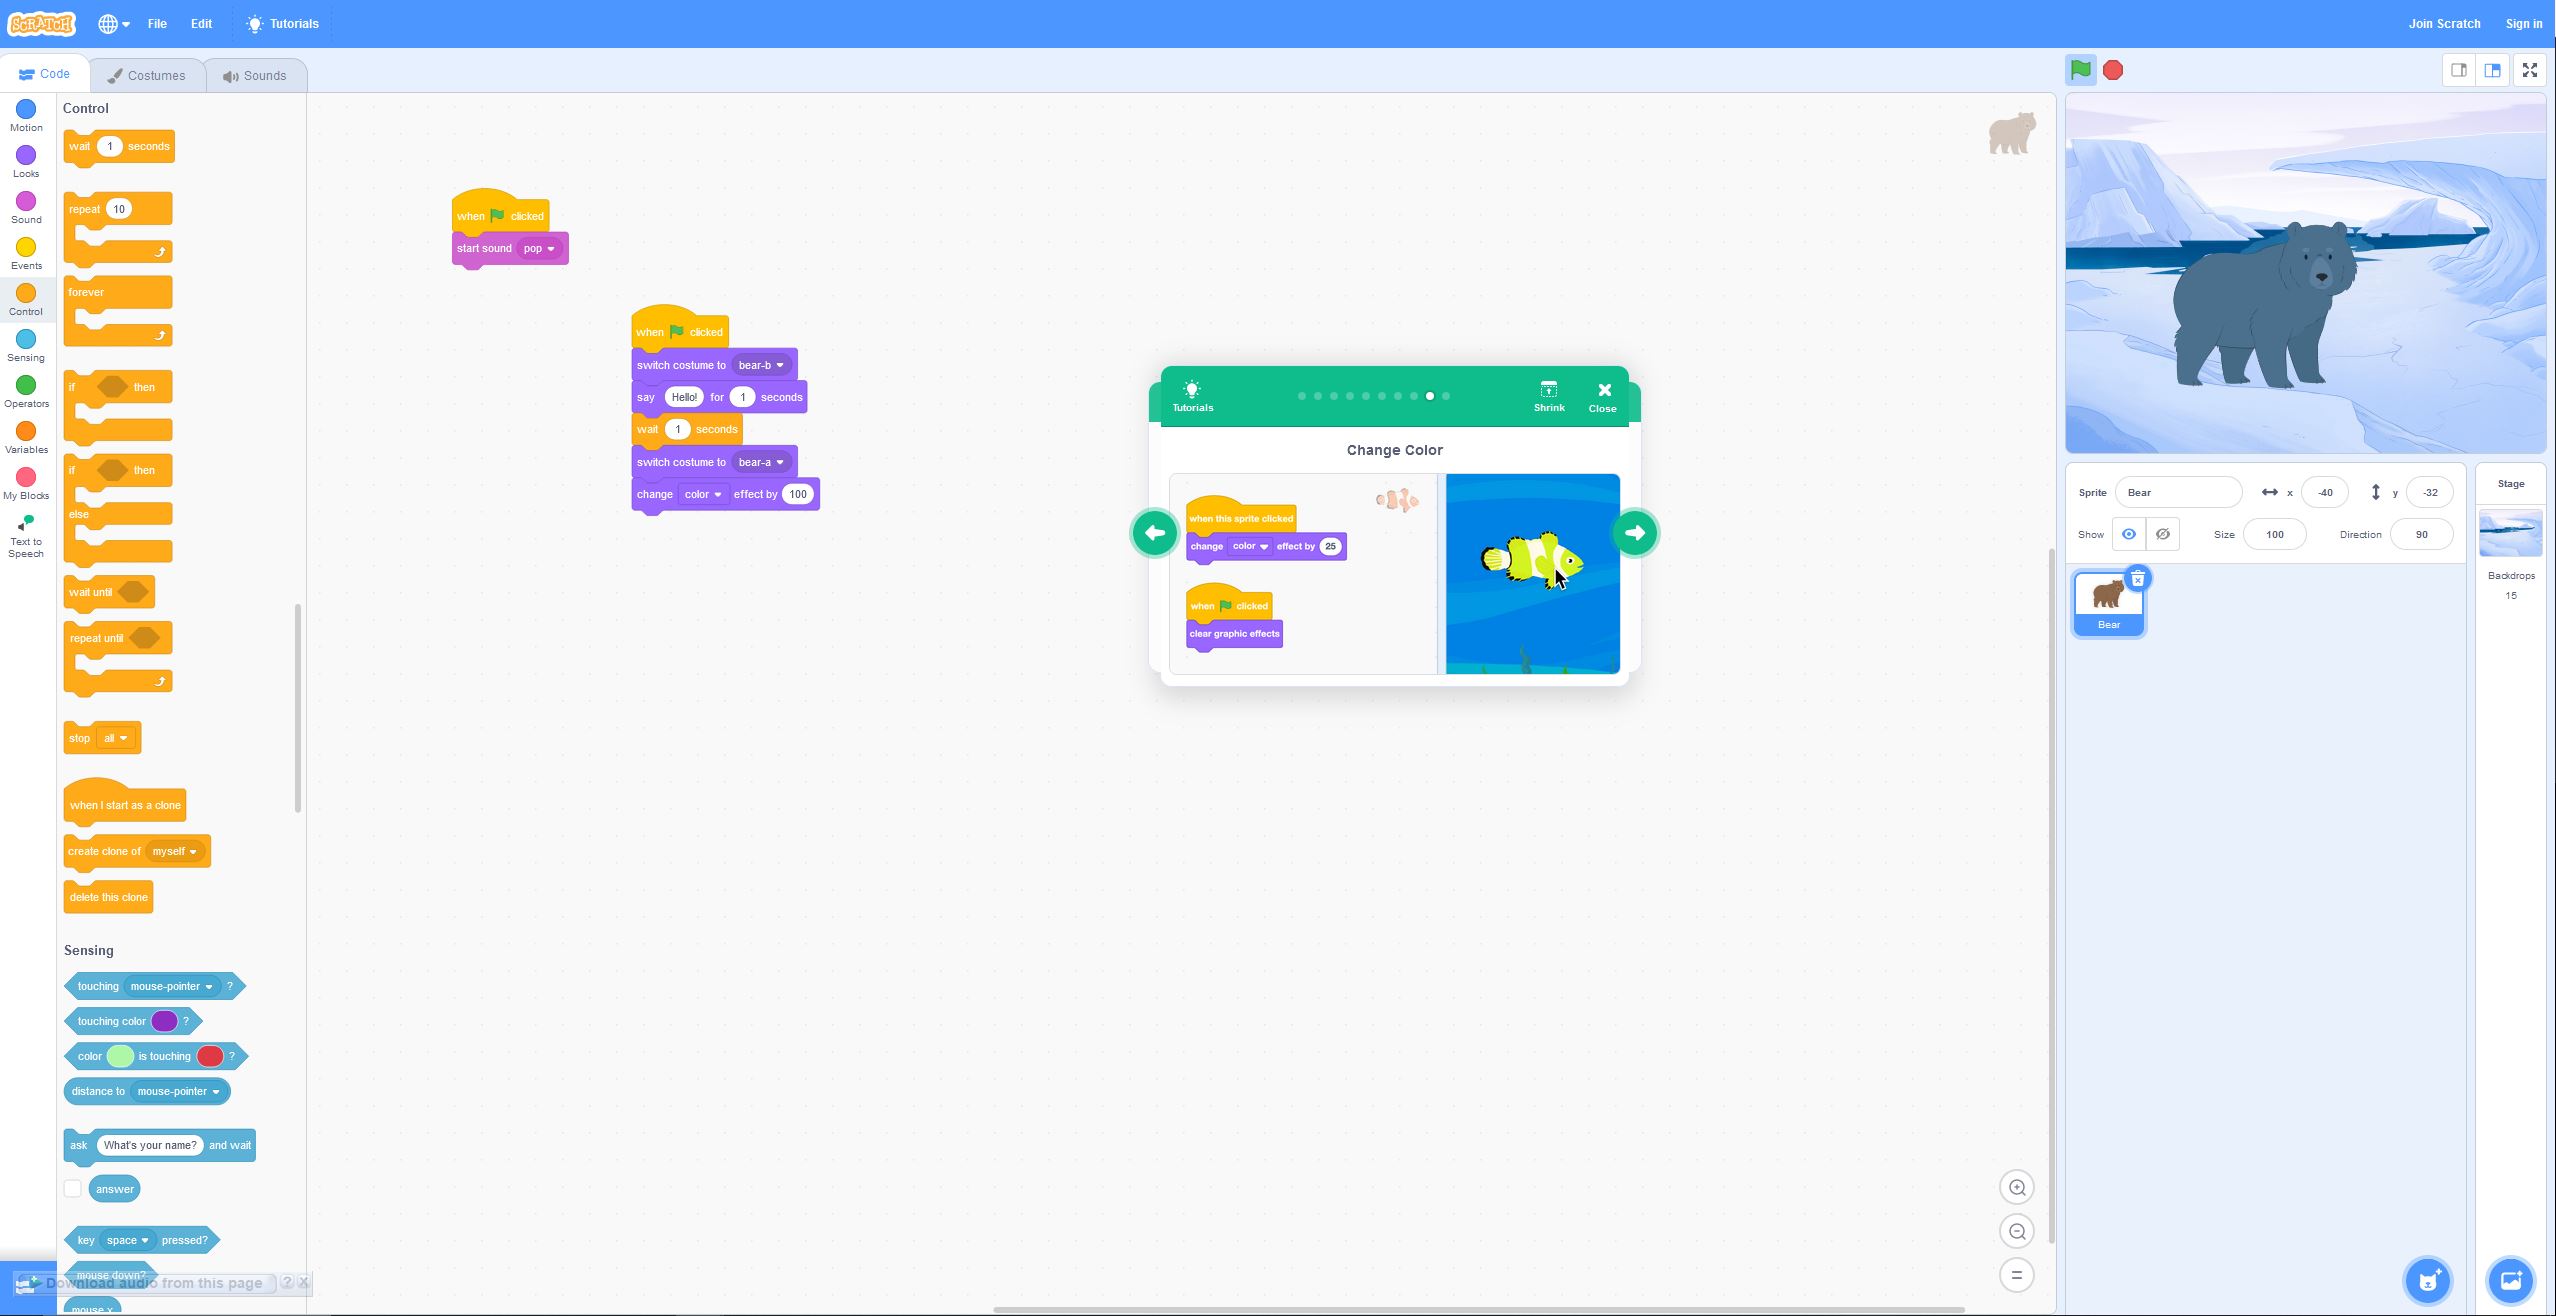 SCRATCH File Edit Tutorials Join Scratch Sign in
Code Costumes Sounds
Motion
Looks
Sound
Events
Control
Sensing
Operators
Variables
My Blocks
Text to
Speech
Control
wait 1 seconds
repeat 10
forever
if then
if then
else
wait until
repeat until
stop all
when I start as a clone
create clone of myself
delete this clone
Sensing
touching mouse-pointer ?
touching color ?
color is touching ?
distance to mouse-pointer
ask What's your name? and wait
answer
key space pressed?
mouse down?
Download audio from this page ? X
mouse x
when clicked
start sound pop
when clicked
switch costume to bear-b
say Hello! for 1 seconds
wait 1 seconds
switch costume to bear-a
change color effect by 100
Tutorials Shrink Close
Change Color
when this sprite clicked
change color effect by 25
when clicked
clear graphic effects
Sprite Bear x -40 y -32
Show Size 100 Direction 90
Bear
Stage
Backdrops
15